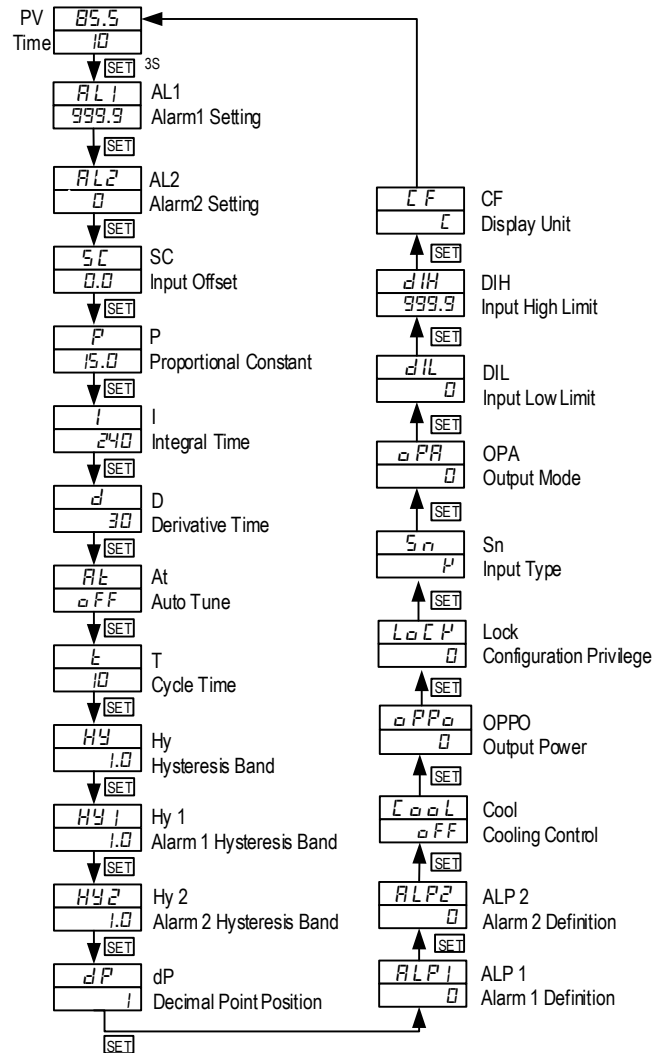 PV 85.5
Time 10
SET 3S
AL1 AL1
999.9 Alarm1 Setting
SET
AL2 AL2
0 Alarm2 Setting
SET
SC SC
0.0 Input Offset
SET
P P
15.0 Proportional Constant
SET
I I
240 Integral Time
SET
d D
30 Derivative Time
SET
At At
oFF Auto Tune
SET
t T
10 Cycle Time
SET
HY Hy
1.0 Hysteresis Band
SET
HY1 Hy 1
1.0 Alarm 1 Hysteresis Band
SET
HY2 Hy 2
1.0 Alarm 2 Hysteresis Band
SET
dP dP
1 Decimal Point Position
SET
ALP1 ALP 1
0 Alarm 1 Definition
SET
ALP2 ALP 2
0 Alarm 2 Definition
SET
CooL Cool
oFF Cooling Control
SET
oPPo OPPO
0 Output Power
SET
LoCK Lock
0 Configuration Privilege
SET
Sn Sn
K Input Type
SET
oPA OPA
0 Output Mode
SET
dIL DIL
0 Input Low Limit
SET
dIH DIH
999.9 Input High Limit
SET
CF CF
C Display Unit